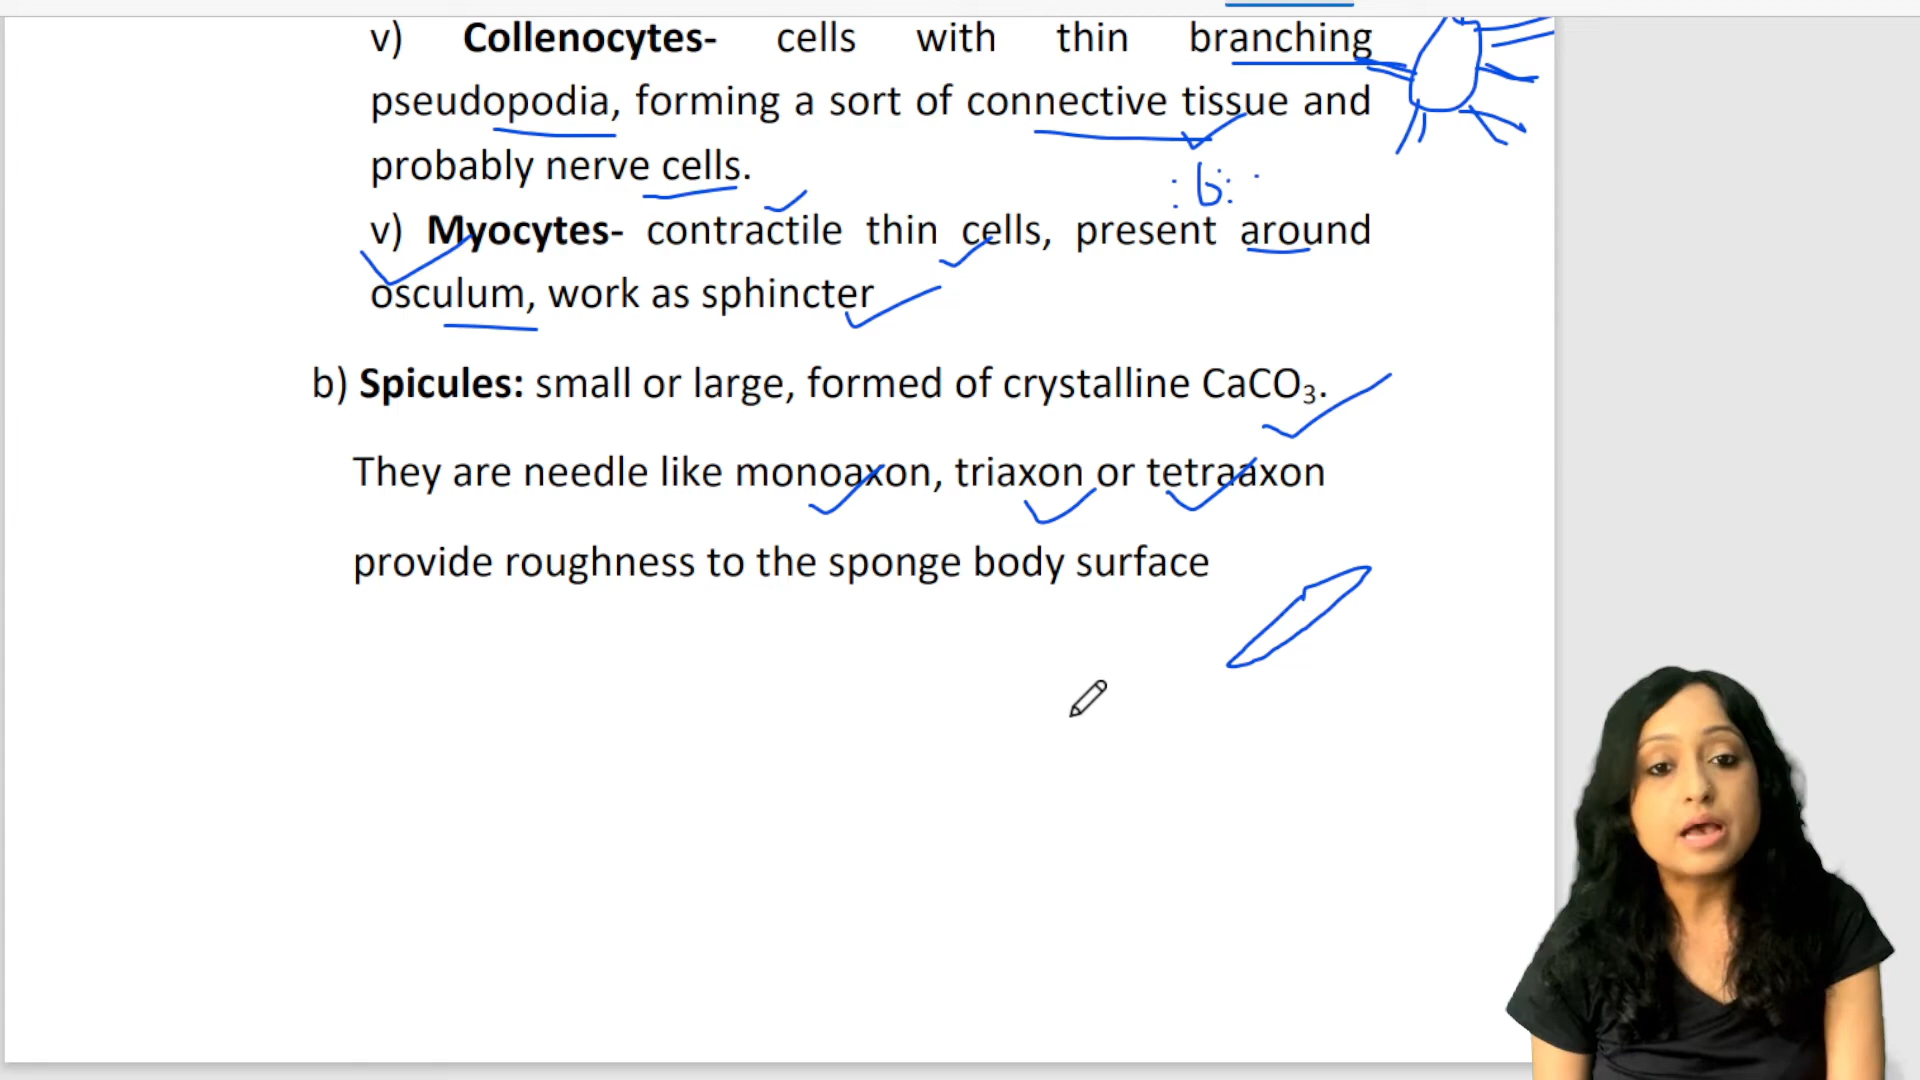 v) Collenocytes- cells with thin branching
pseudopodia, forming a sort of connective tissue and
probably nerve cells.
v) Myocytes- contractile thin cells, present around
osculum, work as sphincter
b) Spicules: small or large, formed of crystalline CaCO₃.
They are needle like monoaxon, triaxon or tetraaxon
provide roughness to the sponge body surface